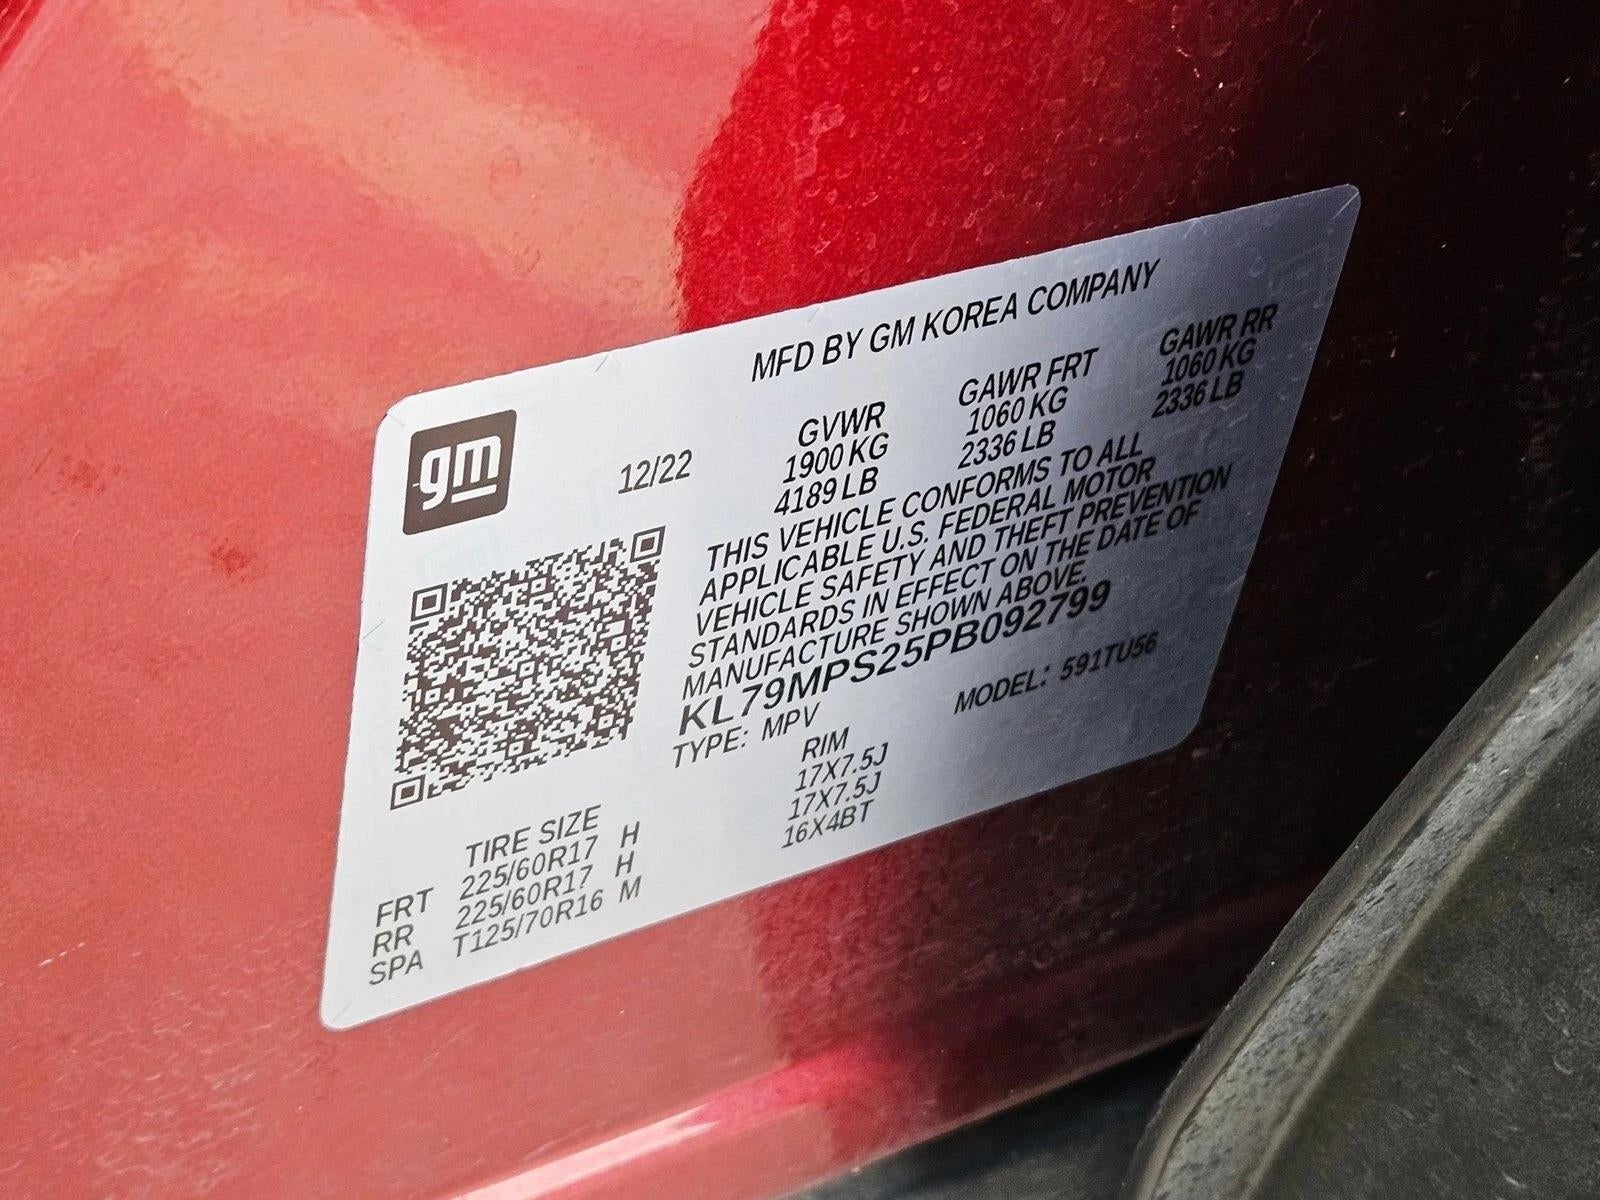 MFD BY GM KOREA COMPANY
gm
12/22
GVWR GAWR FRT GAWR RR
1900 KG 1060 KG 1060 KG
4189 LB 2336 LB 2336 LB
THIS VEHICLE CONFORMS TO ALL
APPLICABLE U.S. FEDERAL MOTOR
VEHICLE SAFETY AND THEFT PREVENTION
STANDARDS IN EFFECT ON THE DATE OF
MANUFACTURE SHOWN ABOVE.
KL79MPS25PB092799
TYPE: MPV MODEL: 591TU56
TIRE SIZE RIM
FRT 225/60R17 H 17X7.5J
RR 225/60R17 H 17X7.5J
SPA T125/70R16 M 16X4BT